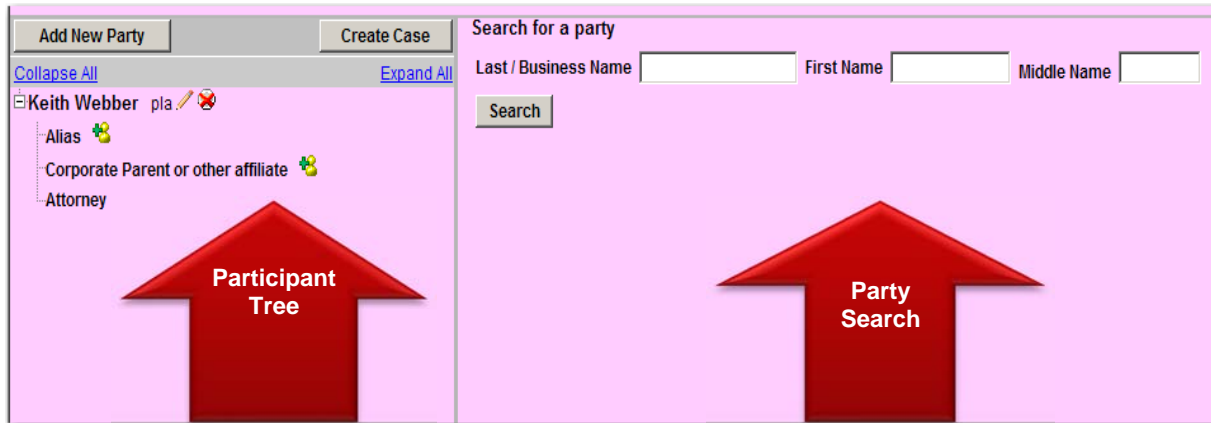 Add New Party
Create Case
Collapse All
Expand All
Keith Webber pla
Alias
Corporate Parent or other affiliate
Attorney
Participant
Tree
Search for a party
Last / Business Name
First Name
Middle Name
Search
Party
Search